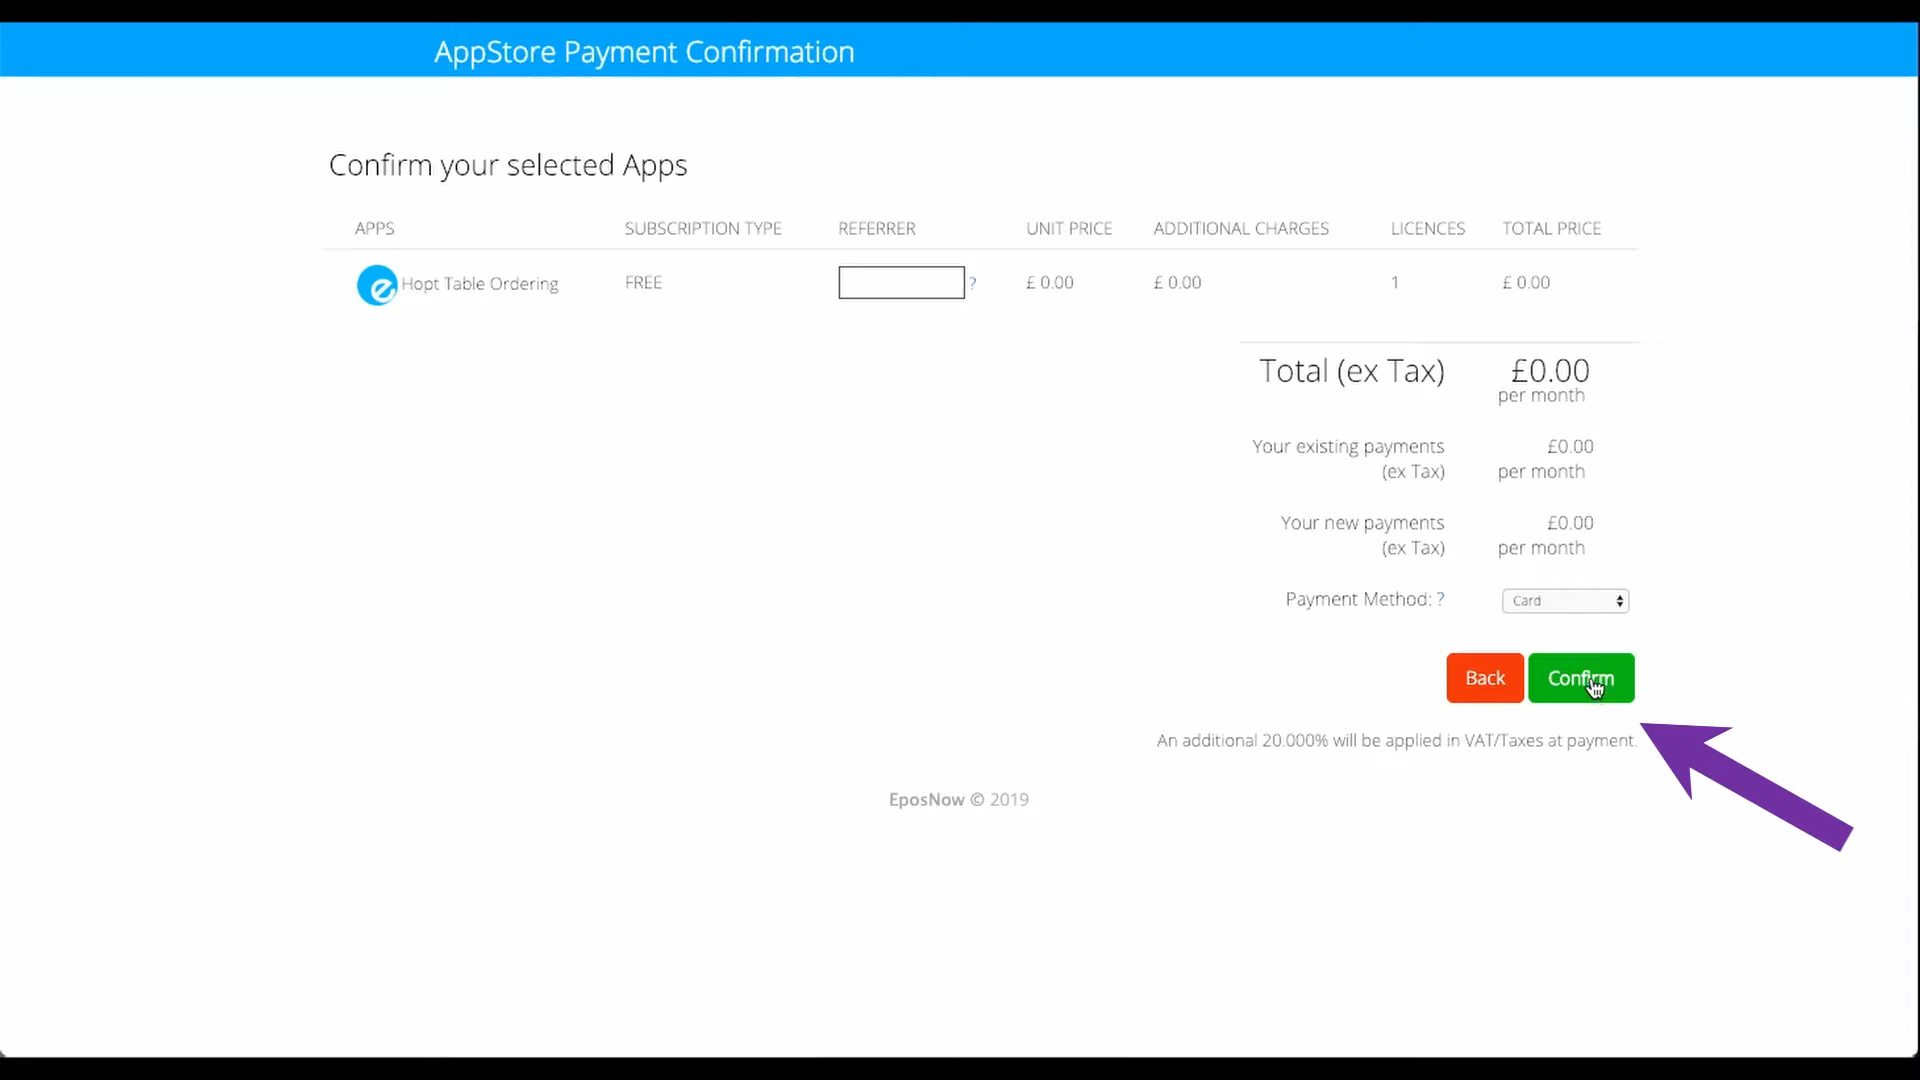 AppStore Payment Confirmation
Confirm your selected Apps
APPS SUBSCRIPTION TYPE REFERRER UNIT PRICE ADDITIONAL CHARGES LICENCES TOTAL PRICE
Hopt Table Ordering FREE ? £ 0.00 £ 0.00 1 £ 0.00
Total (ex Tax) £0.00
per month
Your existing payments £0.00
(ex Tax) per month
Your new payments £0.00
(ex Tax) per month
Payment Method: ? Card
Back Confirm
An additional 20.000% will be applied in VAT/Taxes at payment.
EposNow © 2019